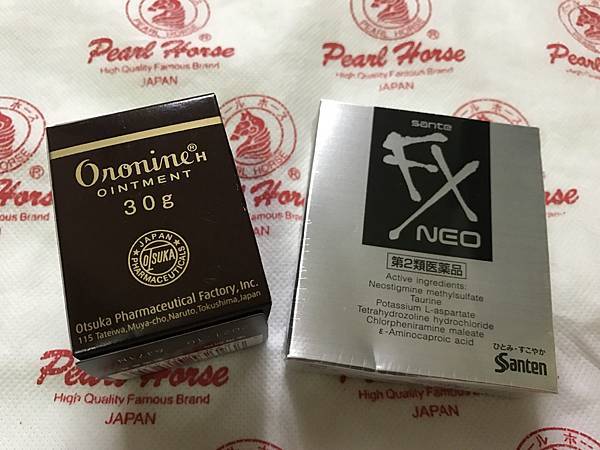 Pearl Horse
High Quality Famous Brand
JAPAN
Oronine® H
OINTMENT
30g
JAPAN
OTSUKA
PHARMACEUTICALS
Otsuka Pharmaceutical Factory, Inc.
115 Tateiwa, Muya-cho, Naruto, Tokushima, Japan
sante
FX
NEO
第2類医薬品
Active ingredients:
Neostigmine methylsulfate
Taurine
Potassium L-aspartate
Tetrahydrozoline hydrochloride
Chlorpheniramine maleate
ε-Aminocaproic acid
ひとみ・すこやか
Santen
Pearl Horse
High Quality Famous Brand
JAPAN